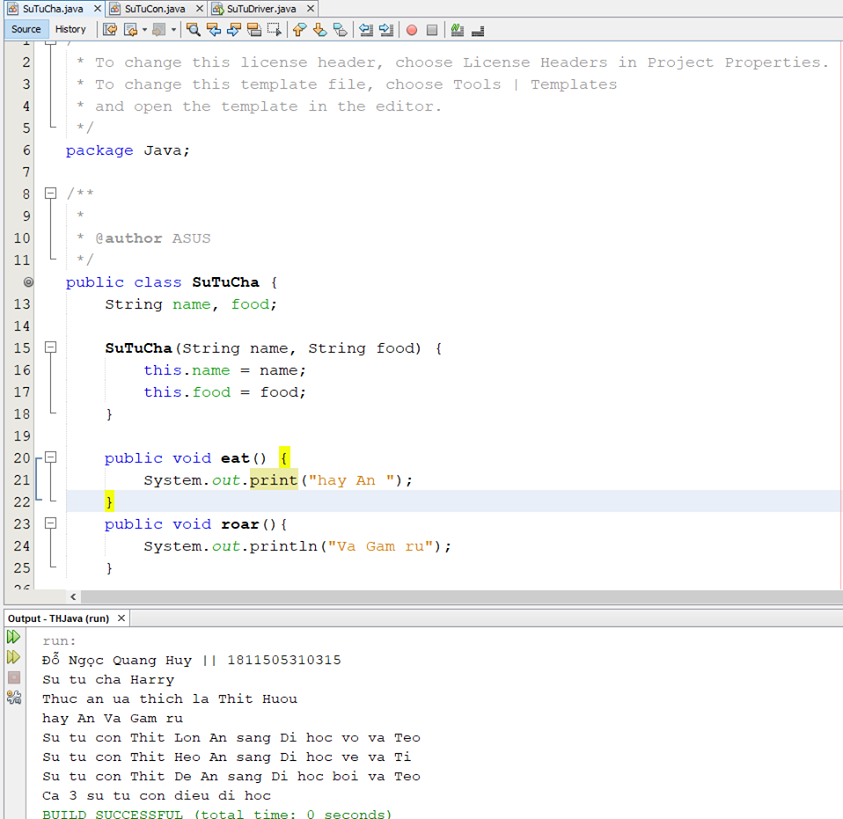 SuTuCha.java SuTuCon.java SuTuDriver.java
Source History
1 /*
2 * To change this license header, choose License Headers in Project Properties.
3 * To change this template file, choose Tools | Templates
4 * and open the template in the editor.
5 */
6 package Java;
7
8 /**
9 *
10 * @author ASUS
11 */
public class SuTuCha {
13 String name, food;
14
15 SuTuCha(String name, String food) {
16 this.name = name;
17 this.food = food;
18 }
19
20 public void eat() {
21 System.out.print("hay An ");
22 }
23 public void roar(){
24 System.out.println("Va Gam ru");
25 }
26
Output - THJava (run)
run:
Đỗ Ngọc Quang Huy || 1811505310315
Su tu cha Harry
Thuc an ua thich la Thit Huou
hay An Va Gam ru
Su tu con Thit Lon An sang Di hoc vo va Teo
Su tu con Thit Heo An sang Di hoc ve va Ti
Su tu con Thit De An sang Di hoc boi va Teo
Ca 3 su tu con dieu di hoc
BUILD SUCCESSFUL (total time: 0 seconds)